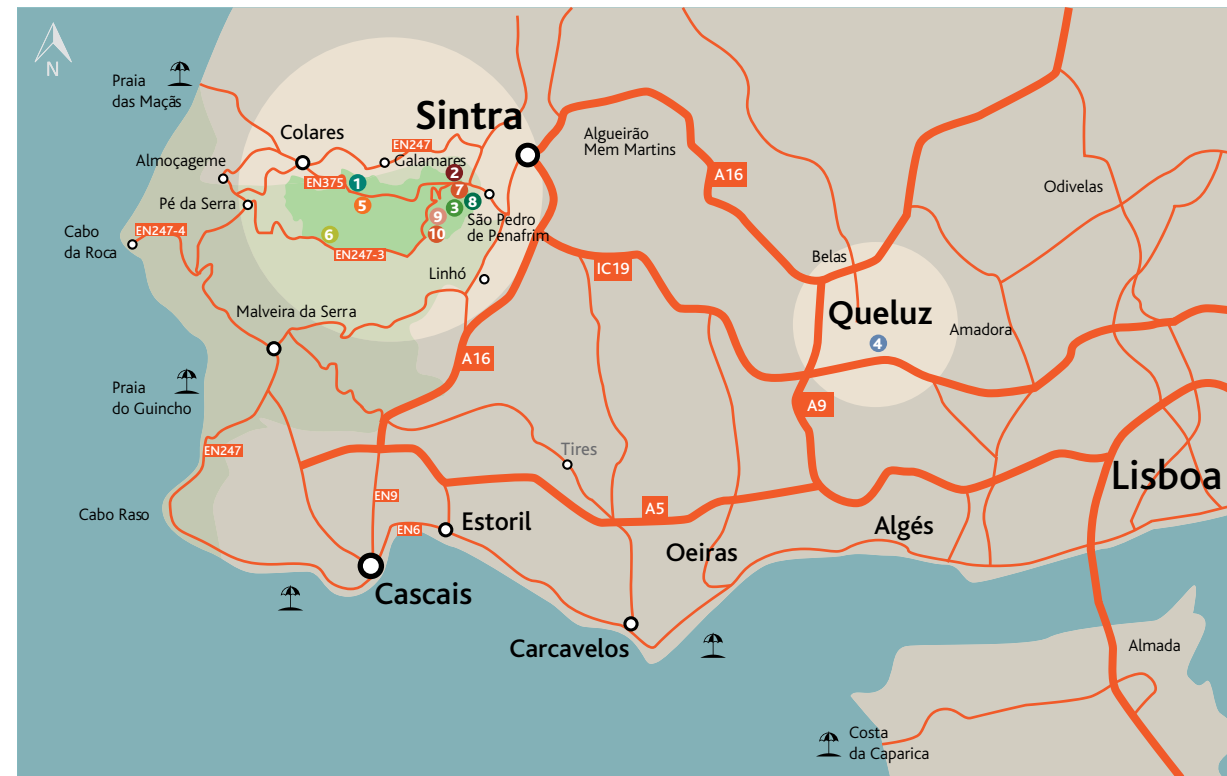 N
Praia
das Maçãs
Sintra
Colares
EN247
Algueirão
Mem Martins
Almoçageme
Galamares
A16
EN375
1
2
7
Odivelas
Pé da Serra
5
3
8
9
São Pedro
de Penafrim
Cabo
da Roca
EN247-4
6
10
EN247-3
Belas
Linhó
IC19
Queluz
Malveira da Serra
4
Amadora
A16
Praia
do Guincho
A9
EN247
Tires
Lisboa
EN9
A5
Cabo Raso
EN6
Estoril
Algés
Oeiras
Cascais
Carcavelos
Almada
Costa
da Caparica